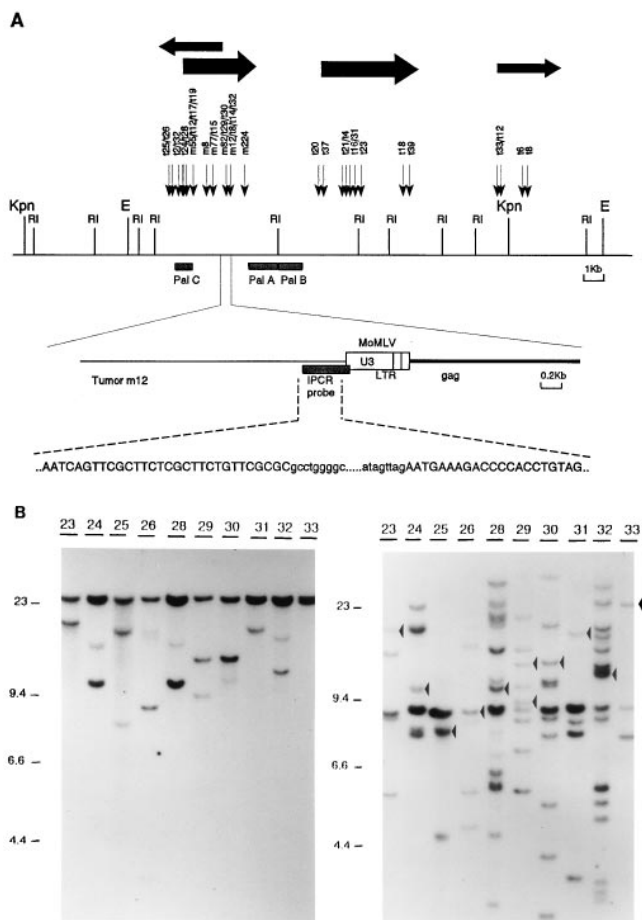 A
t25/t26
t2/t32
t24/t28
m55/t12/t17/t19
m8
m77/t15
m82/t29/t30
m12/t8/t14/t32
m224
t20
t37
t21/t4
t16/31
t23
t18
t39
t33/t12
t6
t8
Kpn
RI
RI
E
RI
RI
RI
RI
RI
RI
RI
Kpn
RI
E
Pal C
Pal A
Pal B
1Kb
MoMLV
U3
Tumor m12
IPCR
probe
LTR
gag
0.2Kb
..AATCAGTTCGCTTCTCGCTTCTGTTCGCGCgcctggggc.....atagttagAATGAAAGACCCCACCTGTAG..
B
23 24 25 26 28 29 30 31 32 33
23
9.4
6.6
4.4
23 24 25 26 28 29 30 31 32 33
23
9.4
6.6
4.4